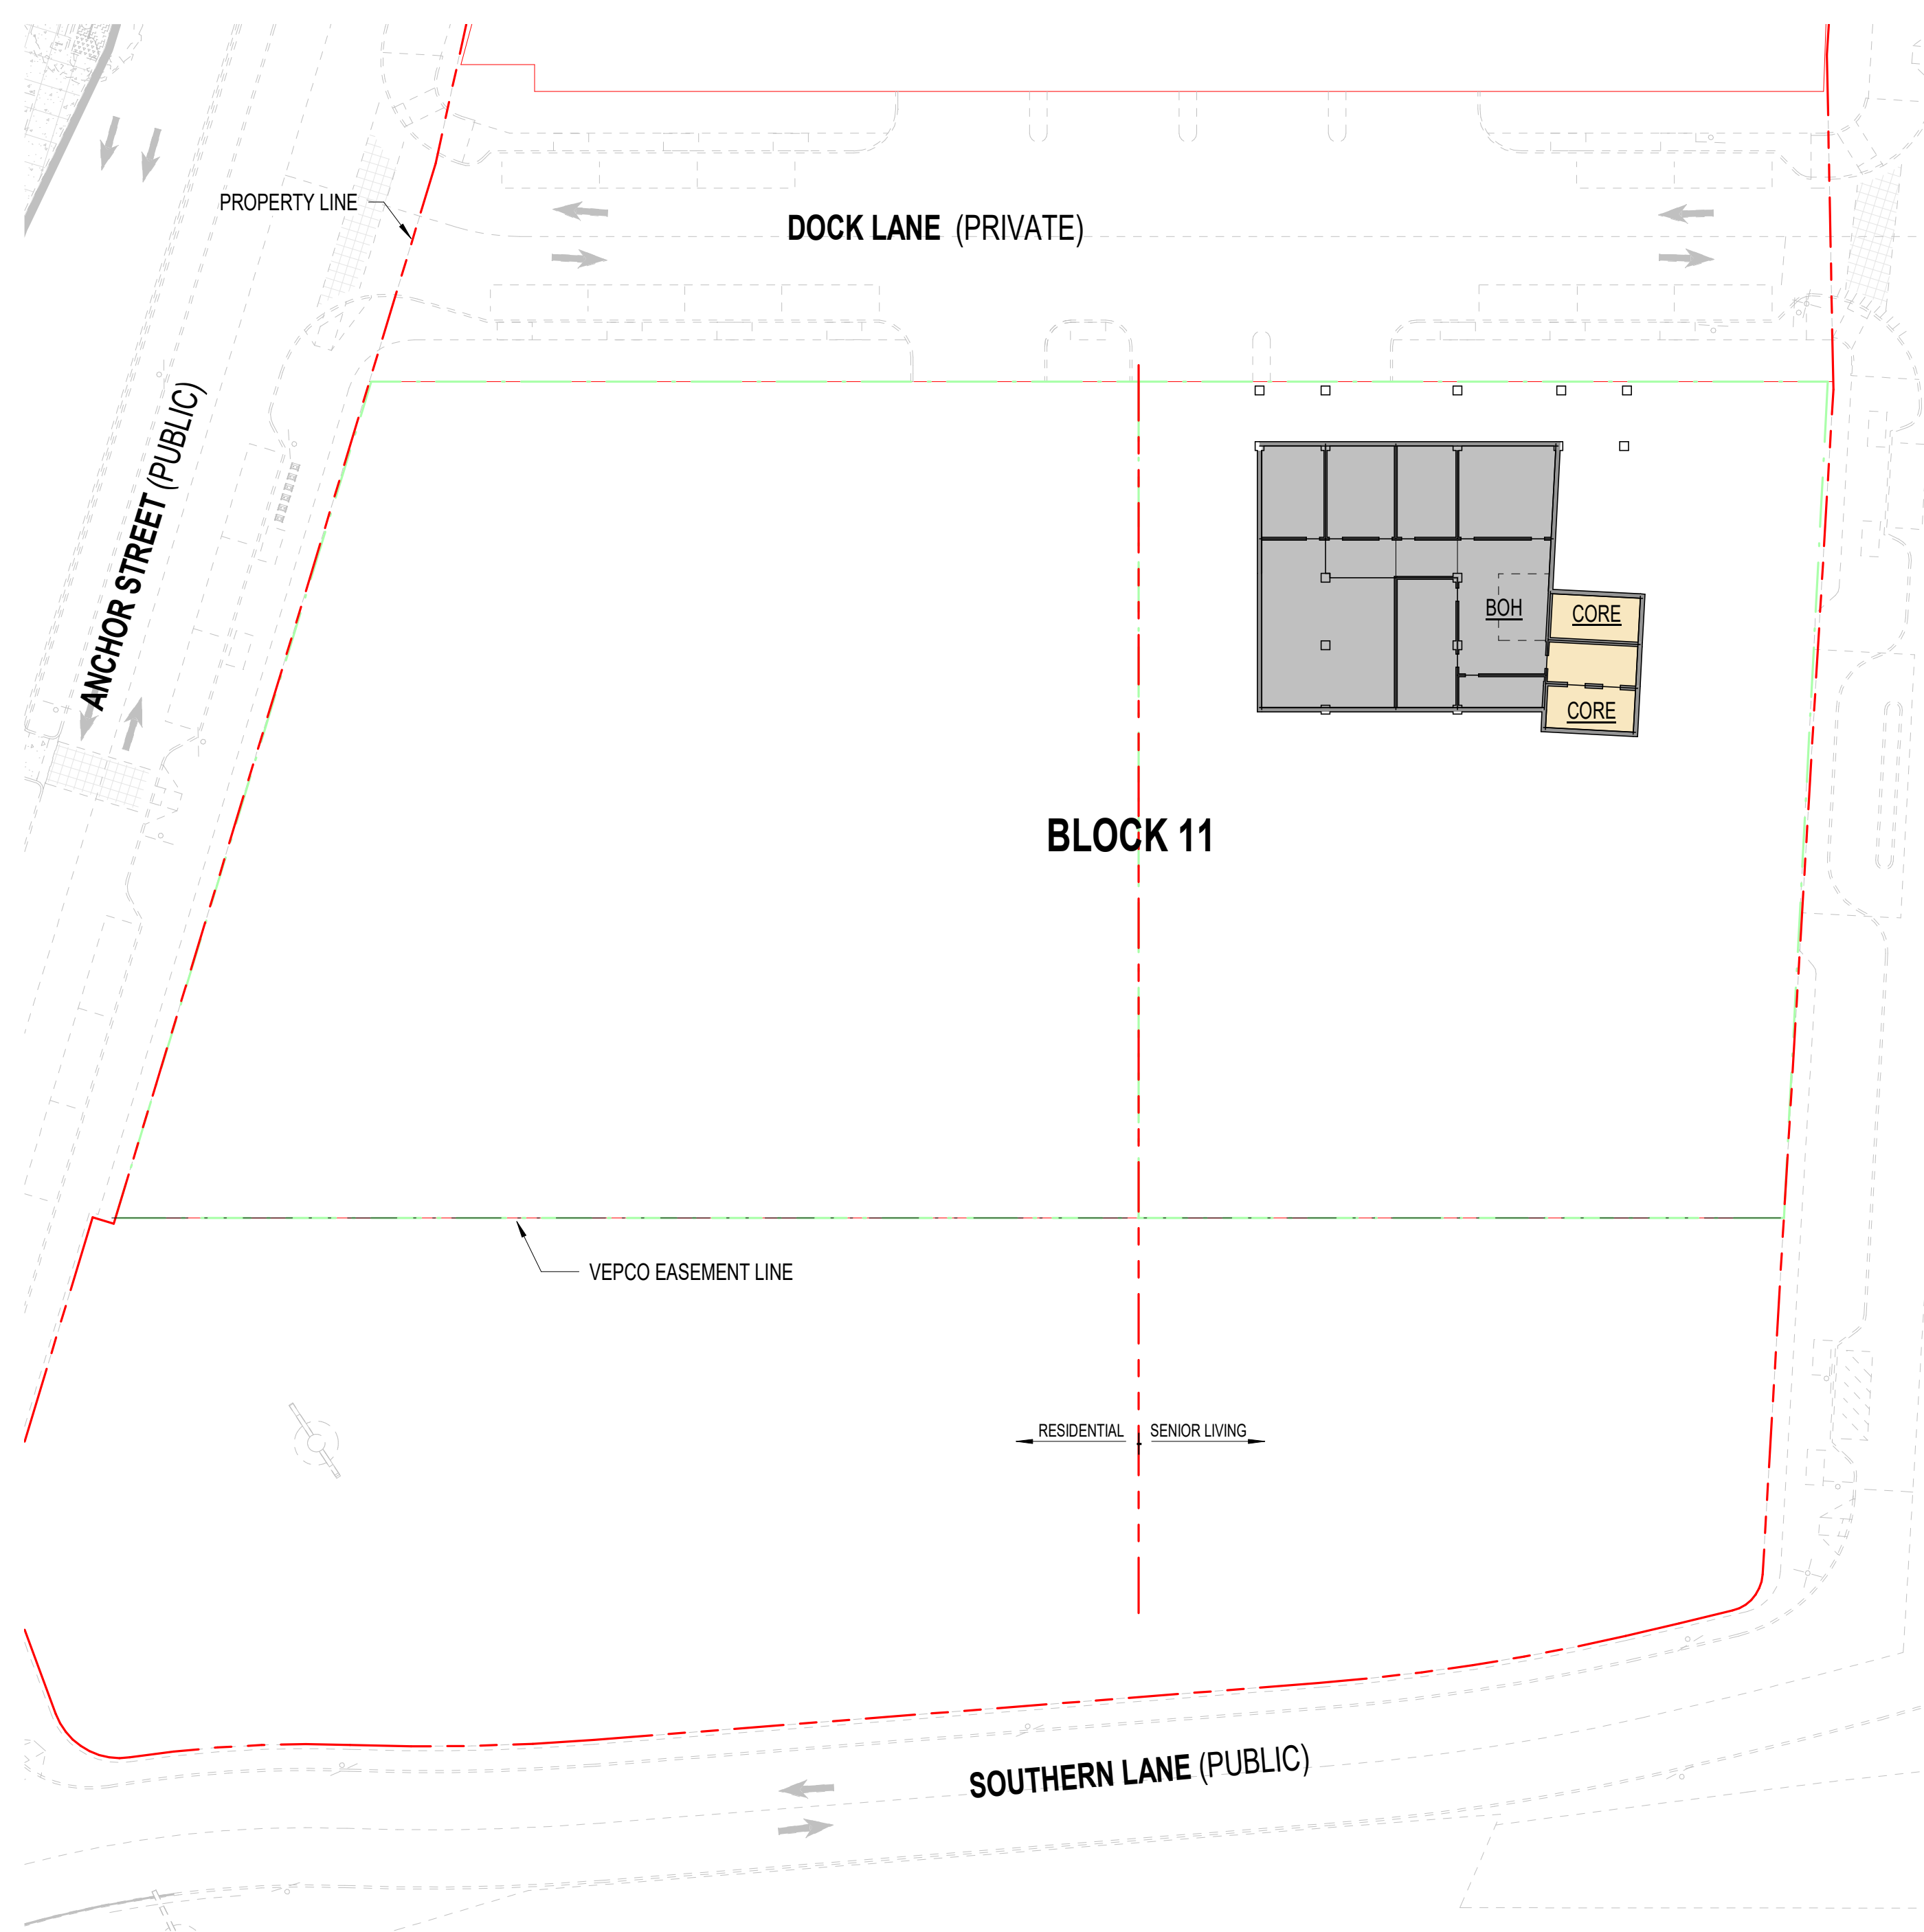 PROPERTY LINE
DOCK LANE (PRIVATE)
ANCHOR STREET (PUBLIC)
BOH
CORE
CORE
BLOCK 11
VEPCO EASEMENT LINE
RESIDENTIAL
SENIOR LIVING
SOUTHERN LANE (PUBLIC)